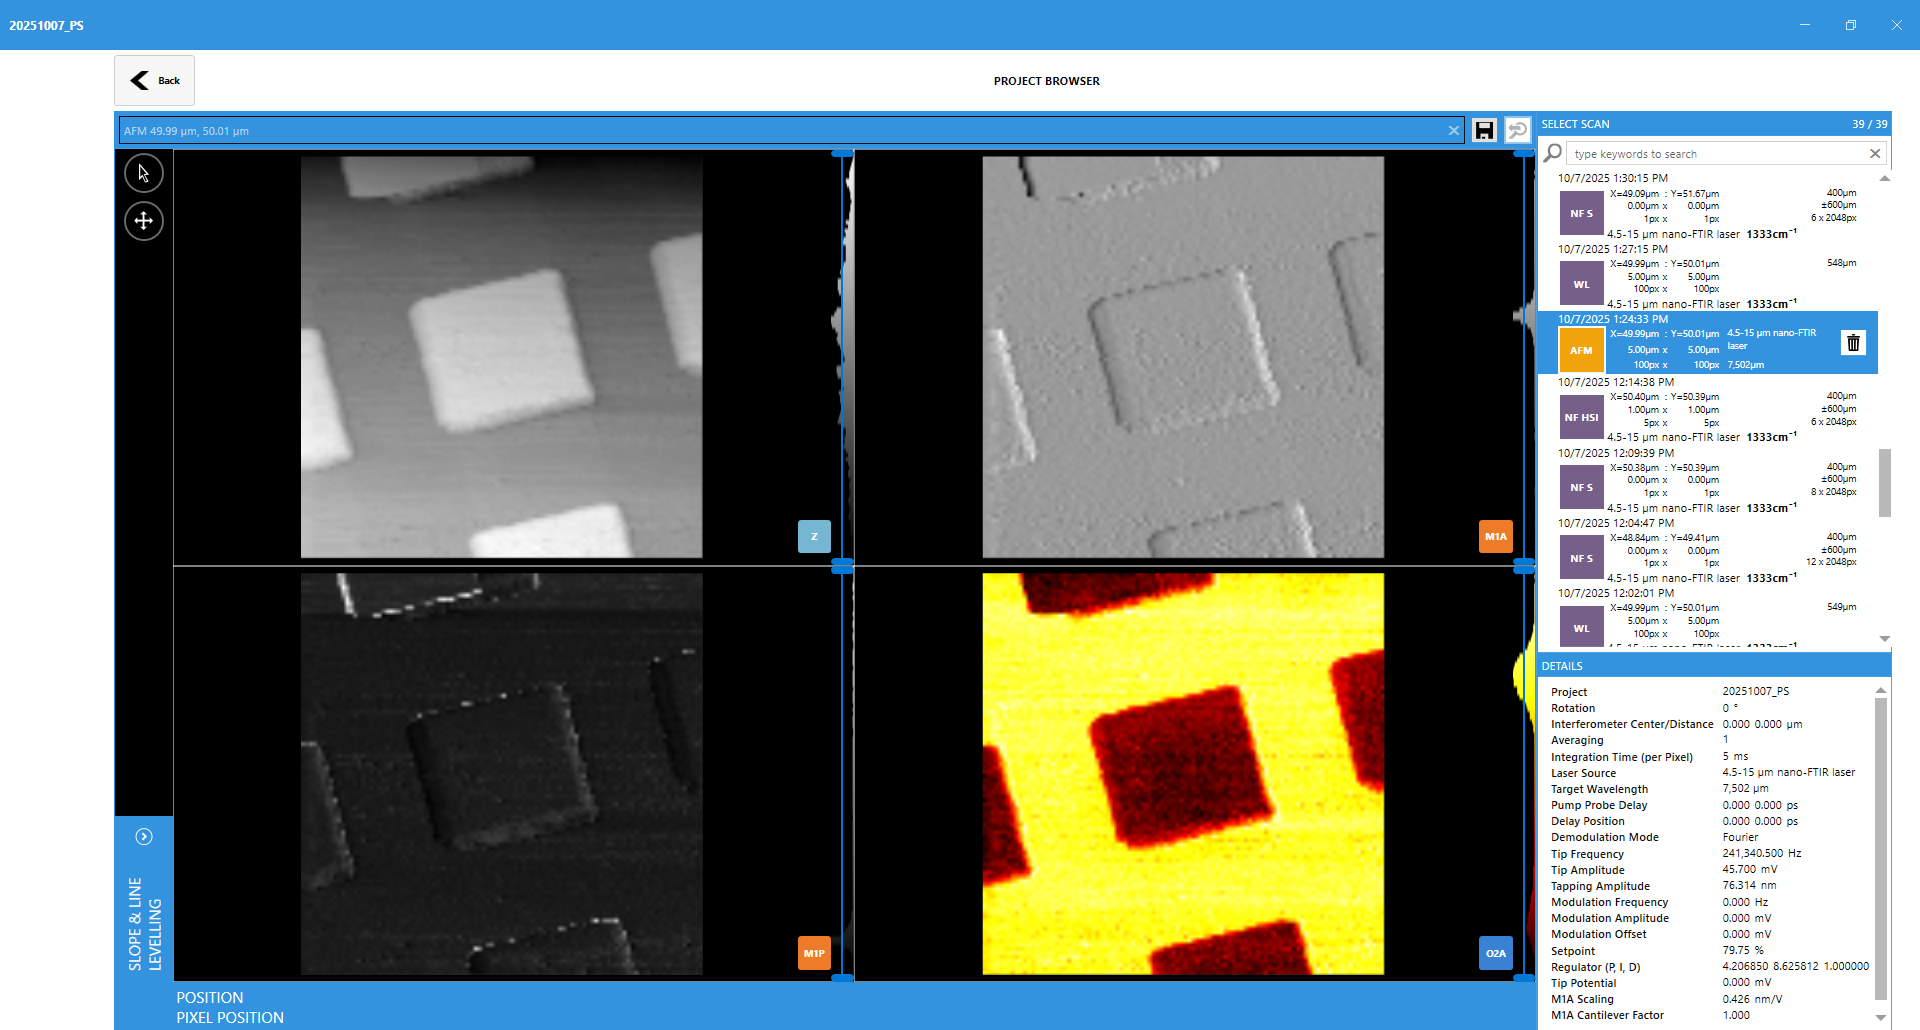 20251007_PS
Back
PROJECT BROWSER
AFM 49.99 µm, 50.01 µm
SELECT SCAN 39 / 39
type keywords to search
10/7/2025 1:30:15 PM
NF S
X=49.09µm : Y=51.67µm 400µm
0.00µm x 0.00µm ±600µm
1px x 1px 6 x 2048px
4.5-15 µm nano-FTIR laser 1333cm⁻¹
10/7/2025 1:27:15 PM
WL
X=49.99µm : Y=50.01µm 548µm
5.00µm x 5.00µm
100px x 100px
4.5-15 µm nano-FTIR laser 1333cm⁻¹
10/7/2025 1:24:33 PM
AFM
X=49.99µm : Y=50.01µm 4.5-15 µm nano-FTIR
laser
5.00µm x 5.00µm
100px x 100px 7,502µm
10/7/2025 12:14:38 PM
NF HSI
X=50.40µm : Y=50.39µm 400µm
1.00µm x 1.00µm ±600µm
5px x 5px 6 x 2048px
4.5-15 µm nano-FTIR laser 1333cm⁻¹
10/7/2025 12:09:39 PM
NF S
X=50.38µm : Y=50.39µm 400µm
0.00µm x 0.00µm ±600µm
1px x 1px 8 x 2048px
4.5-15 µm nano-FTIR laser 1333cm⁻¹
10/7/2025 12:04:47 PM
NF S
X=48.84µm : Y=49.41µm 400µm
0.00µm x 0.00µm ±600µm
1px x 1px 12 x 2048px
4.5-15 µm nano-FTIR laser 1333cm⁻¹
10/7/2025 12:02:01 PM
WL
X=49.99µm : Y=50.01µm 549µm
5.00µm x 5.00µm
100px x 100px
Z
M1A
M1P
O2A
SLOPE & LINE
LEVELLING
POSITION
PIXEL POSITION
DETAILS
Project 20251007_PS
Rotation 0 °
Interferometer Center/Distance 0.000 0.000 µm
Averaging 1
Integration Time (per Pixel) 5 ms
Laser Source 4.5-15 µm nano-FTIR laser
Target Wavelength 7,502 µm
Pump Probe Delay 0.000 0.000 ps
Delay Position 0.000 0.000 ps
Demodulation Mode Fourier
Tip Frequency 241,340.500 Hz
Tip Amplitude 45.700 mV
Tapping Amplitude 76.314 nm
Modulation Frequency 0.000 Hz
Modulation Amplitude 0.000 mV
Modulation Offset 0.000 mV
Setpoint 79.75 %
Regulator (P, I, D) 4.206850 8.625812 1.000000
Tip Potential 0.000 mV
M1A Scaling 0.426 nm/V
M1A Cantilever Factor 1.000